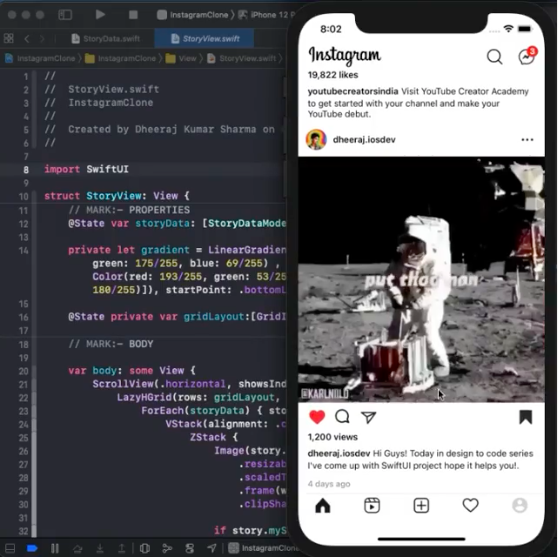 InstagramClone
iPhone 12 P
StoryData.swift
StoryView.swift
InstagramClone
InstagramClone
View
StoryView.swift
1 //
2 // StoryView.swift
3 // InstagramClone
4 //
5 // Created by Dheeraj Kumar Sharma on
6 //
7
8 import SwiftUI
9
10 struct StoryView: View {
11 // MARK:- PROPERTIES
12 @State var storyData: [StoryDataMode
13
14 private let gradient = LinearGradien
green: 175/255, blue: 69/255) ,
Color(red: 193/255, green: 53/25
180/255)]), startPoint: .bottomL
15
16 @State private var gridLayout:[GridI
17
18 // MARK:- BODY
19
20 var body: some View {
21 ScrollView(.horizontal, showsInd
22 LazyHGrid(rows: gridLayout,
23 ForEach(storyData) { sto
24 VStack(alignment: .c
25 ZStack {
26 Image(story.
27 .resizab
28 .scaledT
29 .frame(w
30 .clipSha
31
32 if story.myS
InstagramClone
8:02
Instagram
3
19,822 likes
youtubecreatorsindia Visit YouTube Creator Academy
to get started with your channel and make your
YouTube debut.
dheeraj.iosdev
@KARLNIILO
1,200 views
dheeraj.iosdev Hi Guys! Today in design to code series
I've come up with SwiftUI project hope it helps you!.
4 days ago